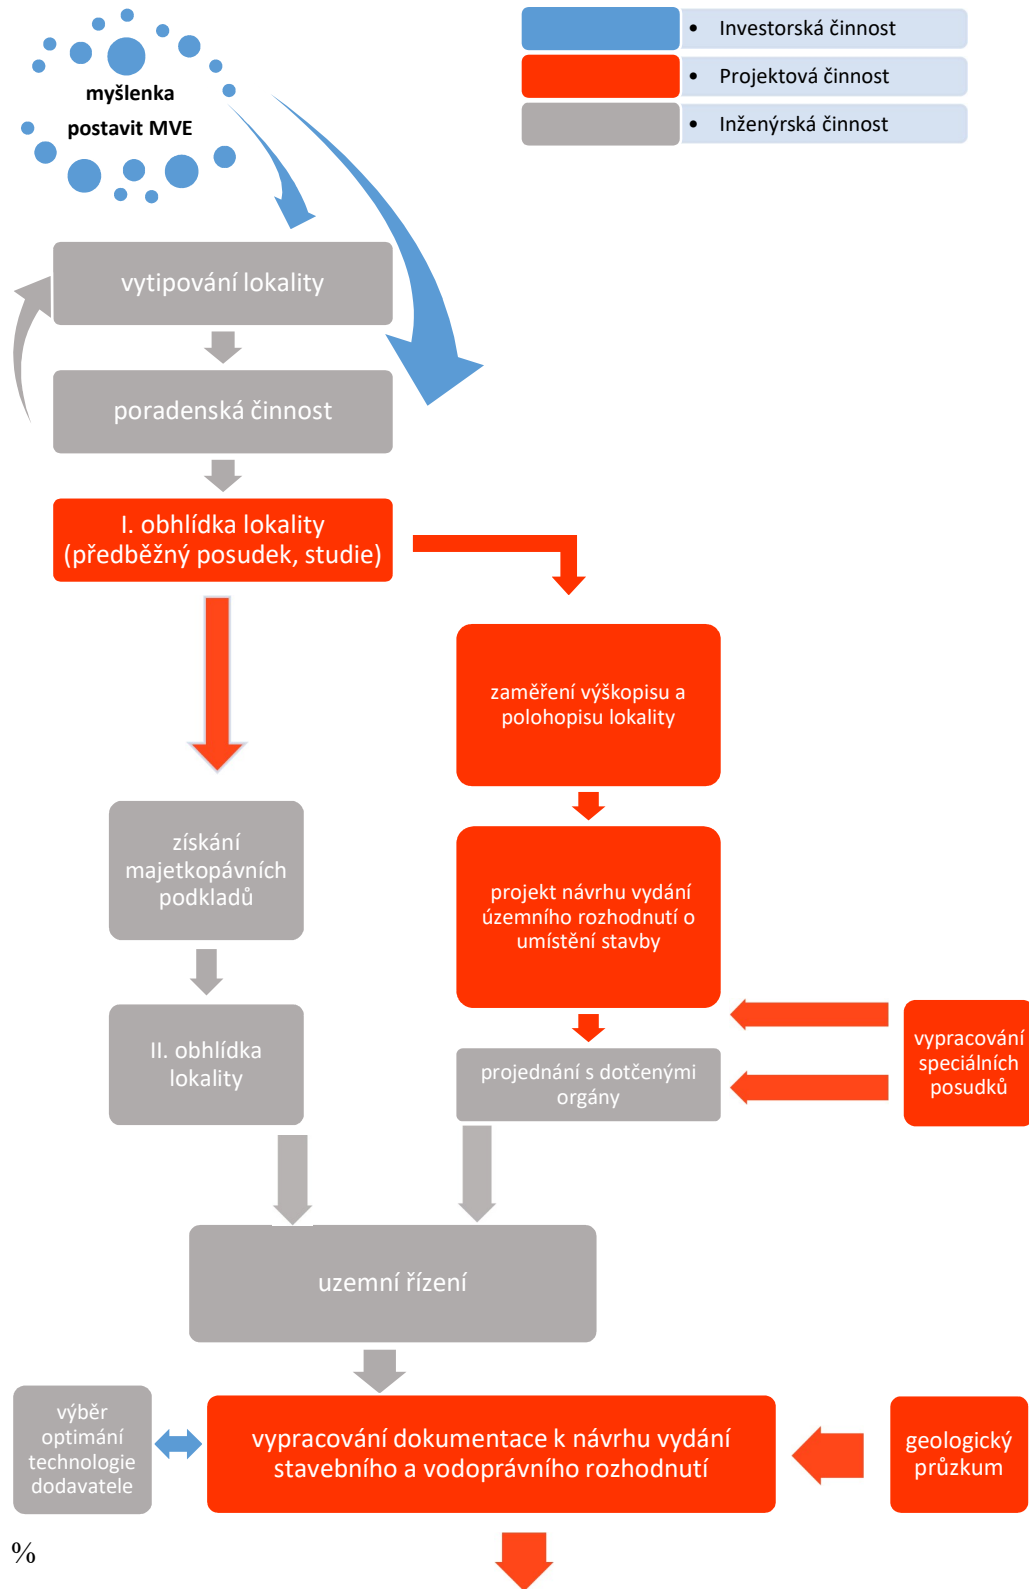 myšlenka
postavit MVE
• Investorská činnost
• Projektová činnost
• Inženýrská činnost
vytipování lokality
poradenská činnost
I. obhlídka lokality
(předběžný posudek, studie)
zaměření výškopisu a
polohopisu lokality
získání
majetkopávních
podkladů
projekt návrhu vydání
územního rozhodnutí o
umístění stavby
II. obhlídka
lokality
projednání s dotčenými
orgány
vypracování
speciálních
posudků
uzemní řízení
výběr
optimání
technologie
dodavatele
vypracování dokumentace k návrhu vydání
stavebního a vodoprávního rozhodnutí
geologický
průzkum
%